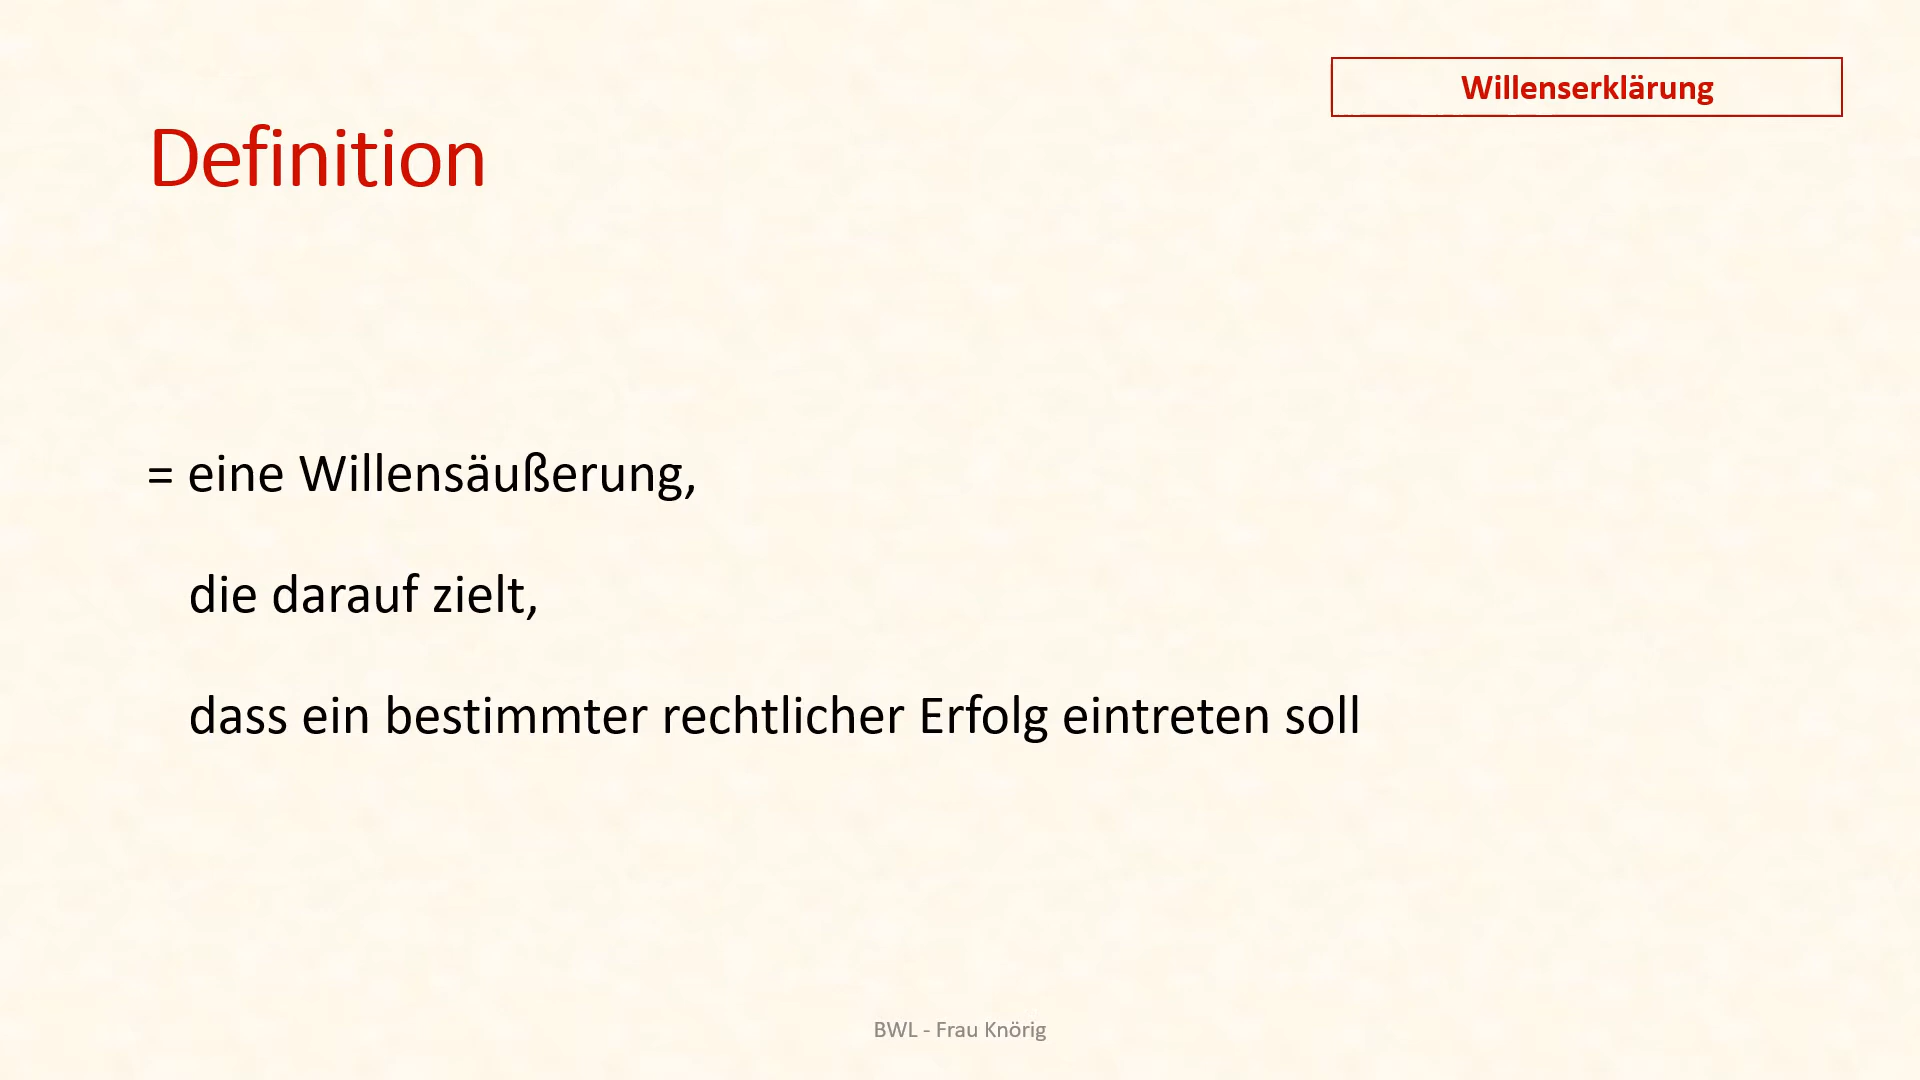 Willenserklärung
Definition
= eine Willensäußerung,
die darauf zielt,
dass ein bestimmter rechtlicher Erfolg eintreten soll
BWL - Frau Knörig